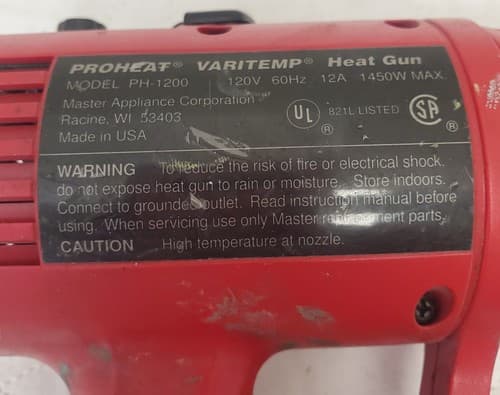 PROHEAT® VARITEMP® Heat Gun
MODEL PH-1200 120V 60Hz 12A 1450W MAX.
Master Appliance Corporation
Racine, WI 53403
Made in USA
UL ® 821L LISTED SA ®
WARNING To reduce the risk of fire or electrical shock.
do not expose heat gun to rain or moisture. Store indoors.
Connect to grounded outlet. Read instruction manual before
using. When servicing use only Master replacement parts.
CAUTION High temperature at nozzle.